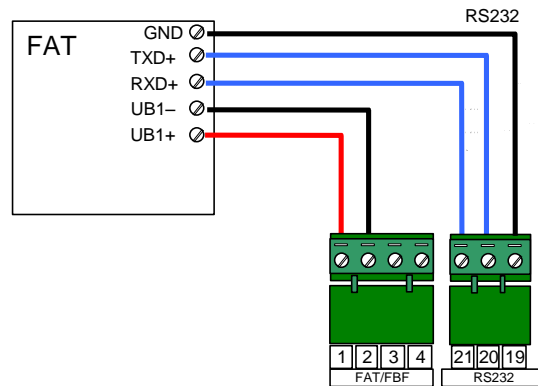 RS232
FAT
GND
TXD+
RXD+
UB1–
UB1+
1 2 3 4
21 20 19
FAT/FBF
RS232